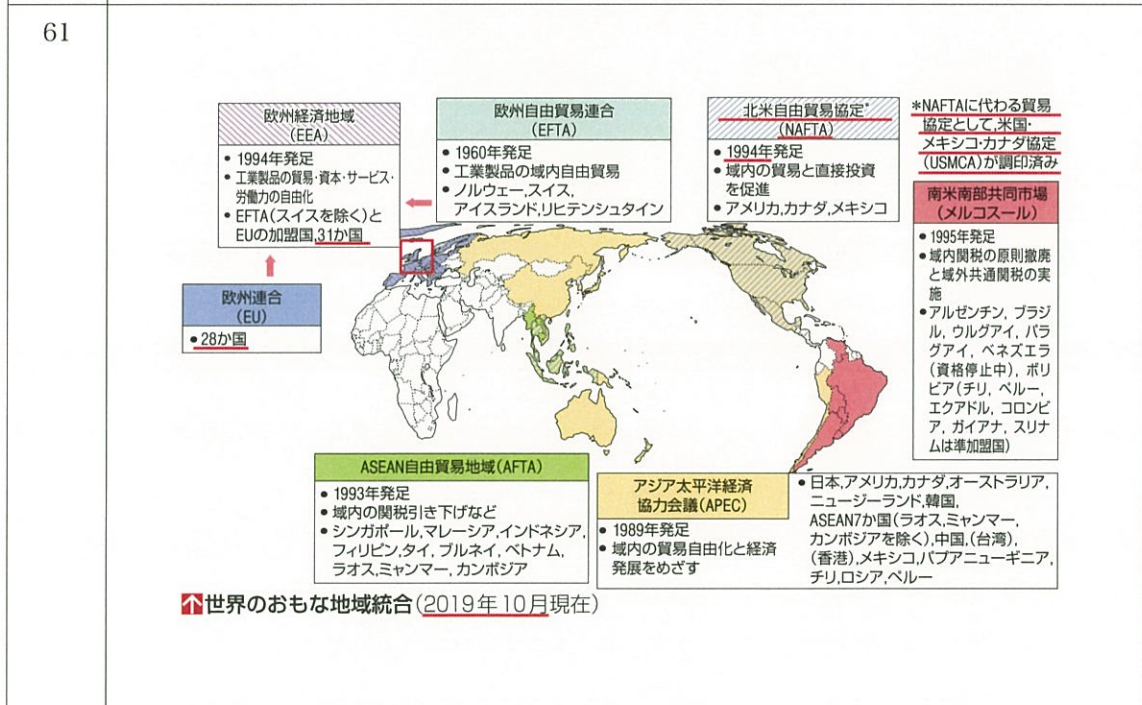 61
欧州経済地域
(EEA)
• 1994年発足
• 工業製品の貿易・資本・サービス・
労働力の自由化
• EFTA(スイスを除く)と
EUの加盟国,31か国
欧州自由貿易連合
(EFTA)
• 1960年発足
• 工業製品の域内自由貿易
• ノルウェー,スイス,
アイスランド,リヒテンシュタイン
北米自由貿易協定*
(NAFTA)
• 1994年発足
• 域内の貿易と直接投資
を促進
• アメリカ,カナダ,メキシコ
*NAFTAに代わる貿易
協定として,米国・
メキシコ・カナダ協定
(USMCA)が調印済み
南米南部共同市場
(メルコスール)
• 1995年発足
• 域内関税の原則撤廃
と域外共通関税の実
施
• アルゼンチン, ブラジ
ル, ウルグアイ, パラ
グアイ, ベネズエラ
(資格停止中), ボリ
ビア(チリ, ペルー,
エクアドル, コロンビ
ア, ガイアナ, スリナ
ムは準加盟国)
欧州連合
(EU)
• 28か国
ASEAN自由貿易地域(AFTA)
• 1993年発足
• 域内の関税引き下げなど
• シンガポール,マレーシア,インドネシア,
フィリピン,タイ, ブルネイ, ベトナム,
ラオス,ミャンマー, カンボジア
アジア太平洋経済
協力会議(APEC)
• 1989年発足
• 域内の貿易自由化と経済
発展をめざす
• 日本,アメリカ,カナダ,オーストラリア,
ニュージーランド,韓国,
ASEAN7か国(ラオス,ミャンマー,
カンボジアを除く),中国,(台湾),
(香港),メキシコ,パプアニューギニア,
チリ,ロシア,ペルー
↑世界のおもな地域統合(2019年10月現在)